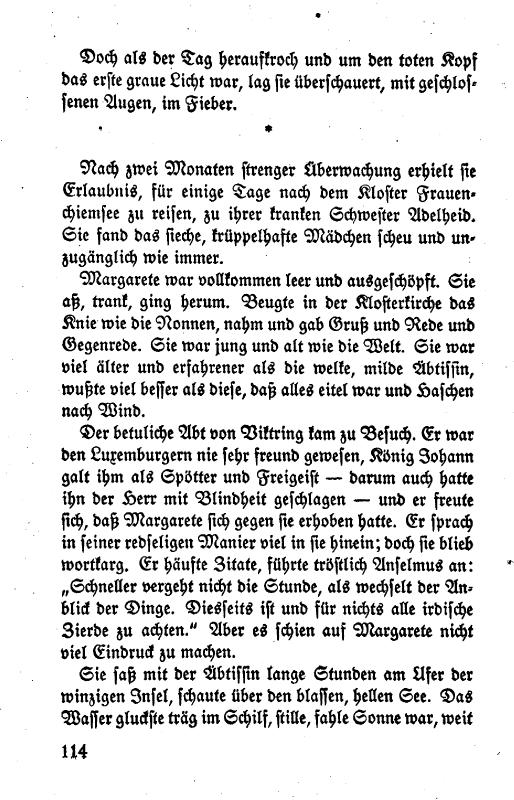 Doch als der Tag heraufkroch und um den toten Kopf
das erste graue Licht war, lag sie überschauert, mit geschlos-
senen Augen, im Fieber.
*
Nach zwei Monaten strenger Überwachung erhielt sie
Erlaubnis, für einige Tage nach dem Kloster Frauen-
chiemsee zu reisen, zu ihrer kranken Schwester Adelheid.
Sie fand das sieche, krüppelhafte Mädchen scheu und un-
zugänglich wie immer.
Margarete war vollkommen leer und ausgeschöpft. Sie
aß, trank, ging herum. Beugte in der Klosterkirche das
Knie wie die Nonnen, nahm und gab Gruß und Rede und
Gegenrede. Sie war jung und alt wie die Welt. Sie war
viel älter und erfahrener als die welke, milde Äbtissin,
wußte viel besser als diese, daß alles eitel war und Haschen
nach Wind.
Der betuliche Abt von Viktring kam zu Besuch. Er war
den Luxemburgern nie sehr freund gewesen, König Johann
galt ihm als Spötter und Freigeist — darum auch hatte
ihn der Herr mit Blindheit geschlagen — und er freute
sich, daß Margarete sich gegen sie erhoben hatte. Er sprach
in seiner redseligen Manier viel in sie hinein; doch sie blieb
wortkarg. Er häufte Zitate, führte tröstlich Anselmus an:
„Schneller vergeht nicht die Stunde, als wechselt der An-
blick der Dinge. Diesseits ist und für nichts alle irdische
Zierde zu achten.“ Aber es schien auf Margarete nicht
viel Eindruck zu machen.
Sie saß mit der Äbtissin lange Stunden am Ufer der
winzigen Insel, schaute über den blassen, hellen See. Das
Wasser gluckste träg im Schilf, stille, fahle Sonne war, weit
114